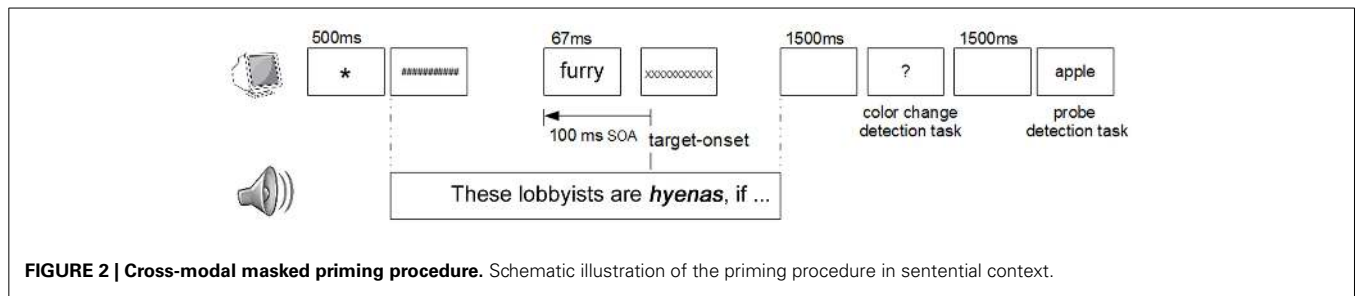 500ms 67ms 1500ms 1500ms
* ########### furry xxxxxxxxxxx ? apple
color change detection task
probe detection task
100 ms SOA target-onset
These lobbyists are hyenas, if ...
FIGURE 2 | Cross-modal masked priming procedure. Schematic illustration of the priming procedure in sentential context.